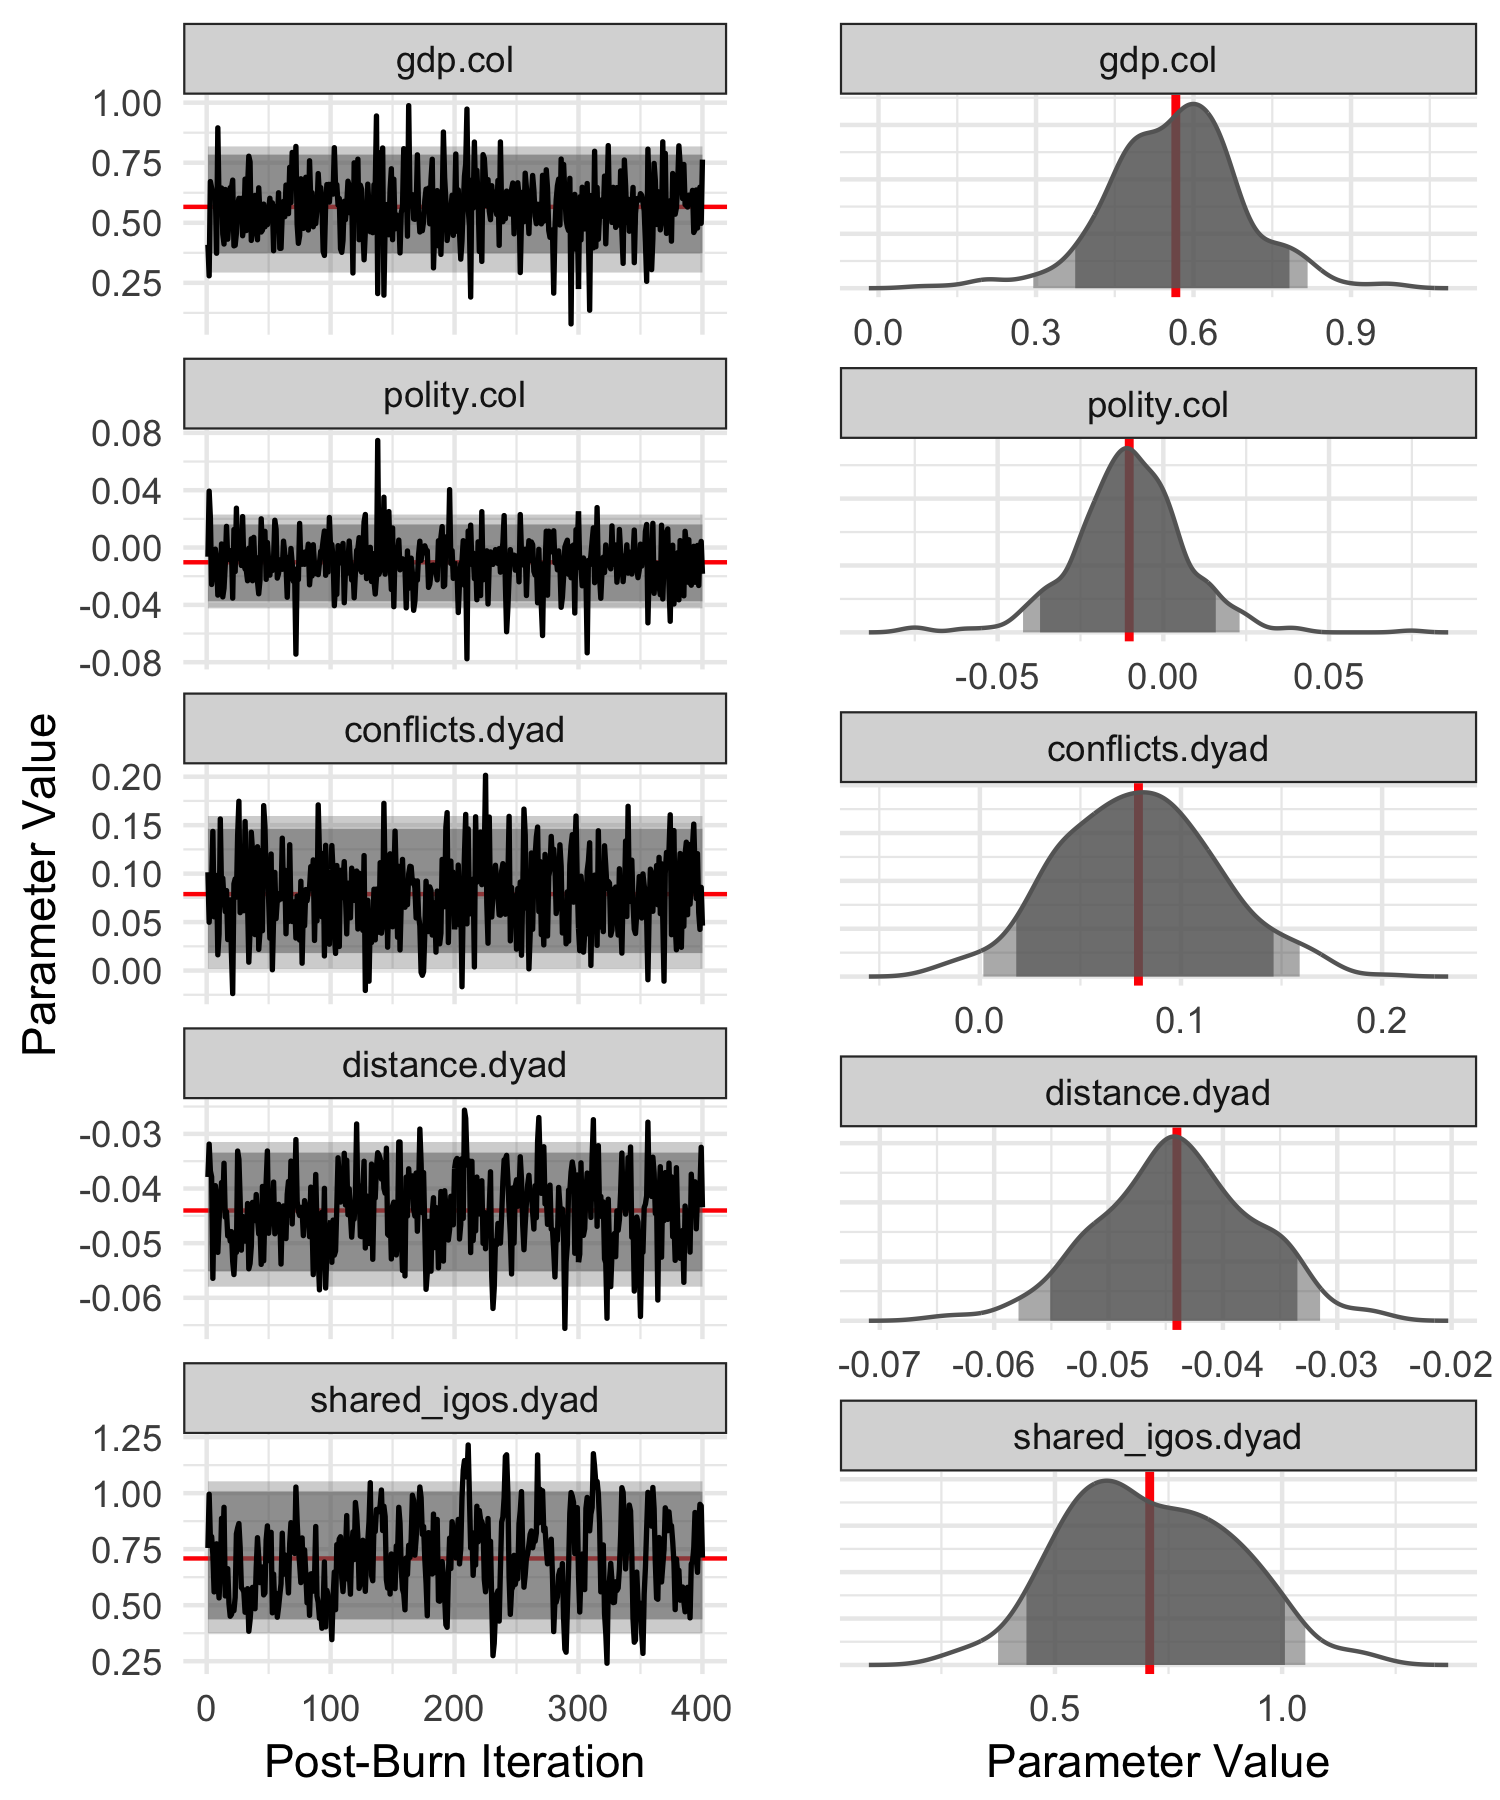 gdp.col
1.00
0.75
0.50
0.25
polity.col
0.08
0.04
0.00
-0.04
-0.08
conflicts.dyad
0.20
0.15
0.10
0.05
0.00
distance.dyad
-0.03
-0.04
-0.05
-0.06
shared_igos.dyad
1.25
1.00
0.75
0.50
0.25
0 100 200 300 400
Post-Burn Iteration
Parameter Value
gdp.col
0.0 0.3 0.6 0.9
polity.col
-0.05 0.00 0.05
conflicts.dyad
0.0 0.1 0.2
distance.dyad
-0.07 -0.06 -0.05 -0.04 -0.03 -0.02
shared_igos.dyad
0.5 1.0
Parameter Value